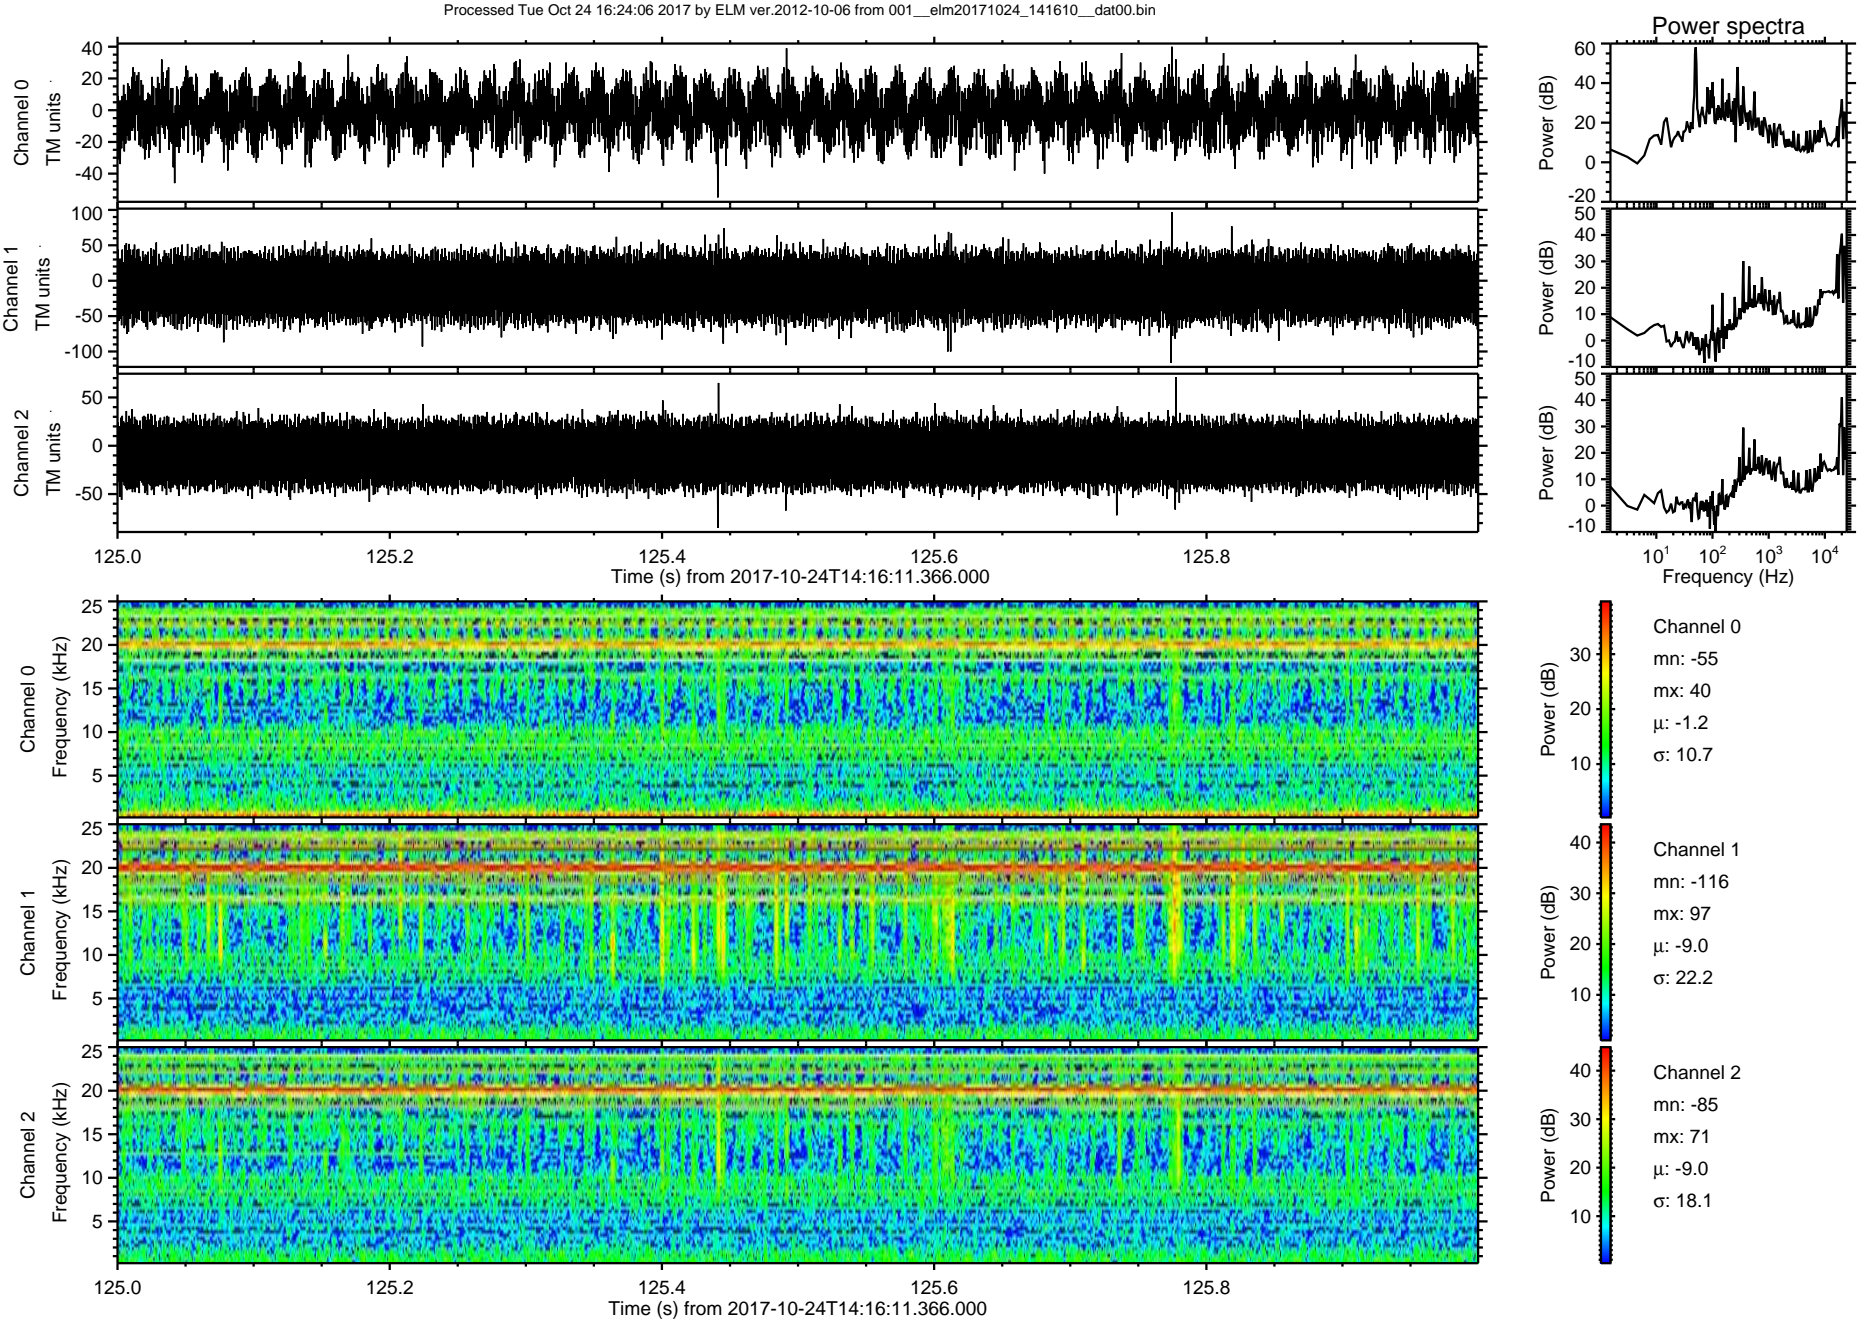 Processed Tue Oct 24 16:24:06 2017 by ELM ver.2012-10-06 from 001__elm20171024_141610__dat00.bin
Power spectra
Channel 0
TM units
40
20
0
-20
-40
Power (dB)
60
40
20
0
-20
Channel 1
TM units
100
50
0
-50
-100
Power (dB)
50
40
30
20
10
0
-10
Channel 2
TM units
50
0
-50
Power (dB)
50
40
30
20
10
0
-10
125.0 125.2 125.4 125.6 125.8
Time (s) from 2017-10-24T14:16:11.366.000
10¹ 10² 10³ 10⁴
Frequency (Hz)
Channel 0
Frequency (kHz)
25
20
15
10
5
Power (dB)
30
20
10
Channel 0
mn: -55
mx: 40
µ: -1.2
σ: 10.7
Channel 1
Frequency (kHz)
25
20
15
10
5
Power (dB)
40
30
20
10
Channel 1
mn: -116
mx: 97
µ: -9.0
σ: 22.2
Channel 2
Frequency (kHz)
25
20
15
10
5
Power (dB)
40
30
20
10
Channel 2
mn: -85
mx: 71
µ: -9.0
σ: 18.1
125.0 125.2 125.4 125.6 125.8
Time (s) from 2017-10-24T14:16:11.366.000